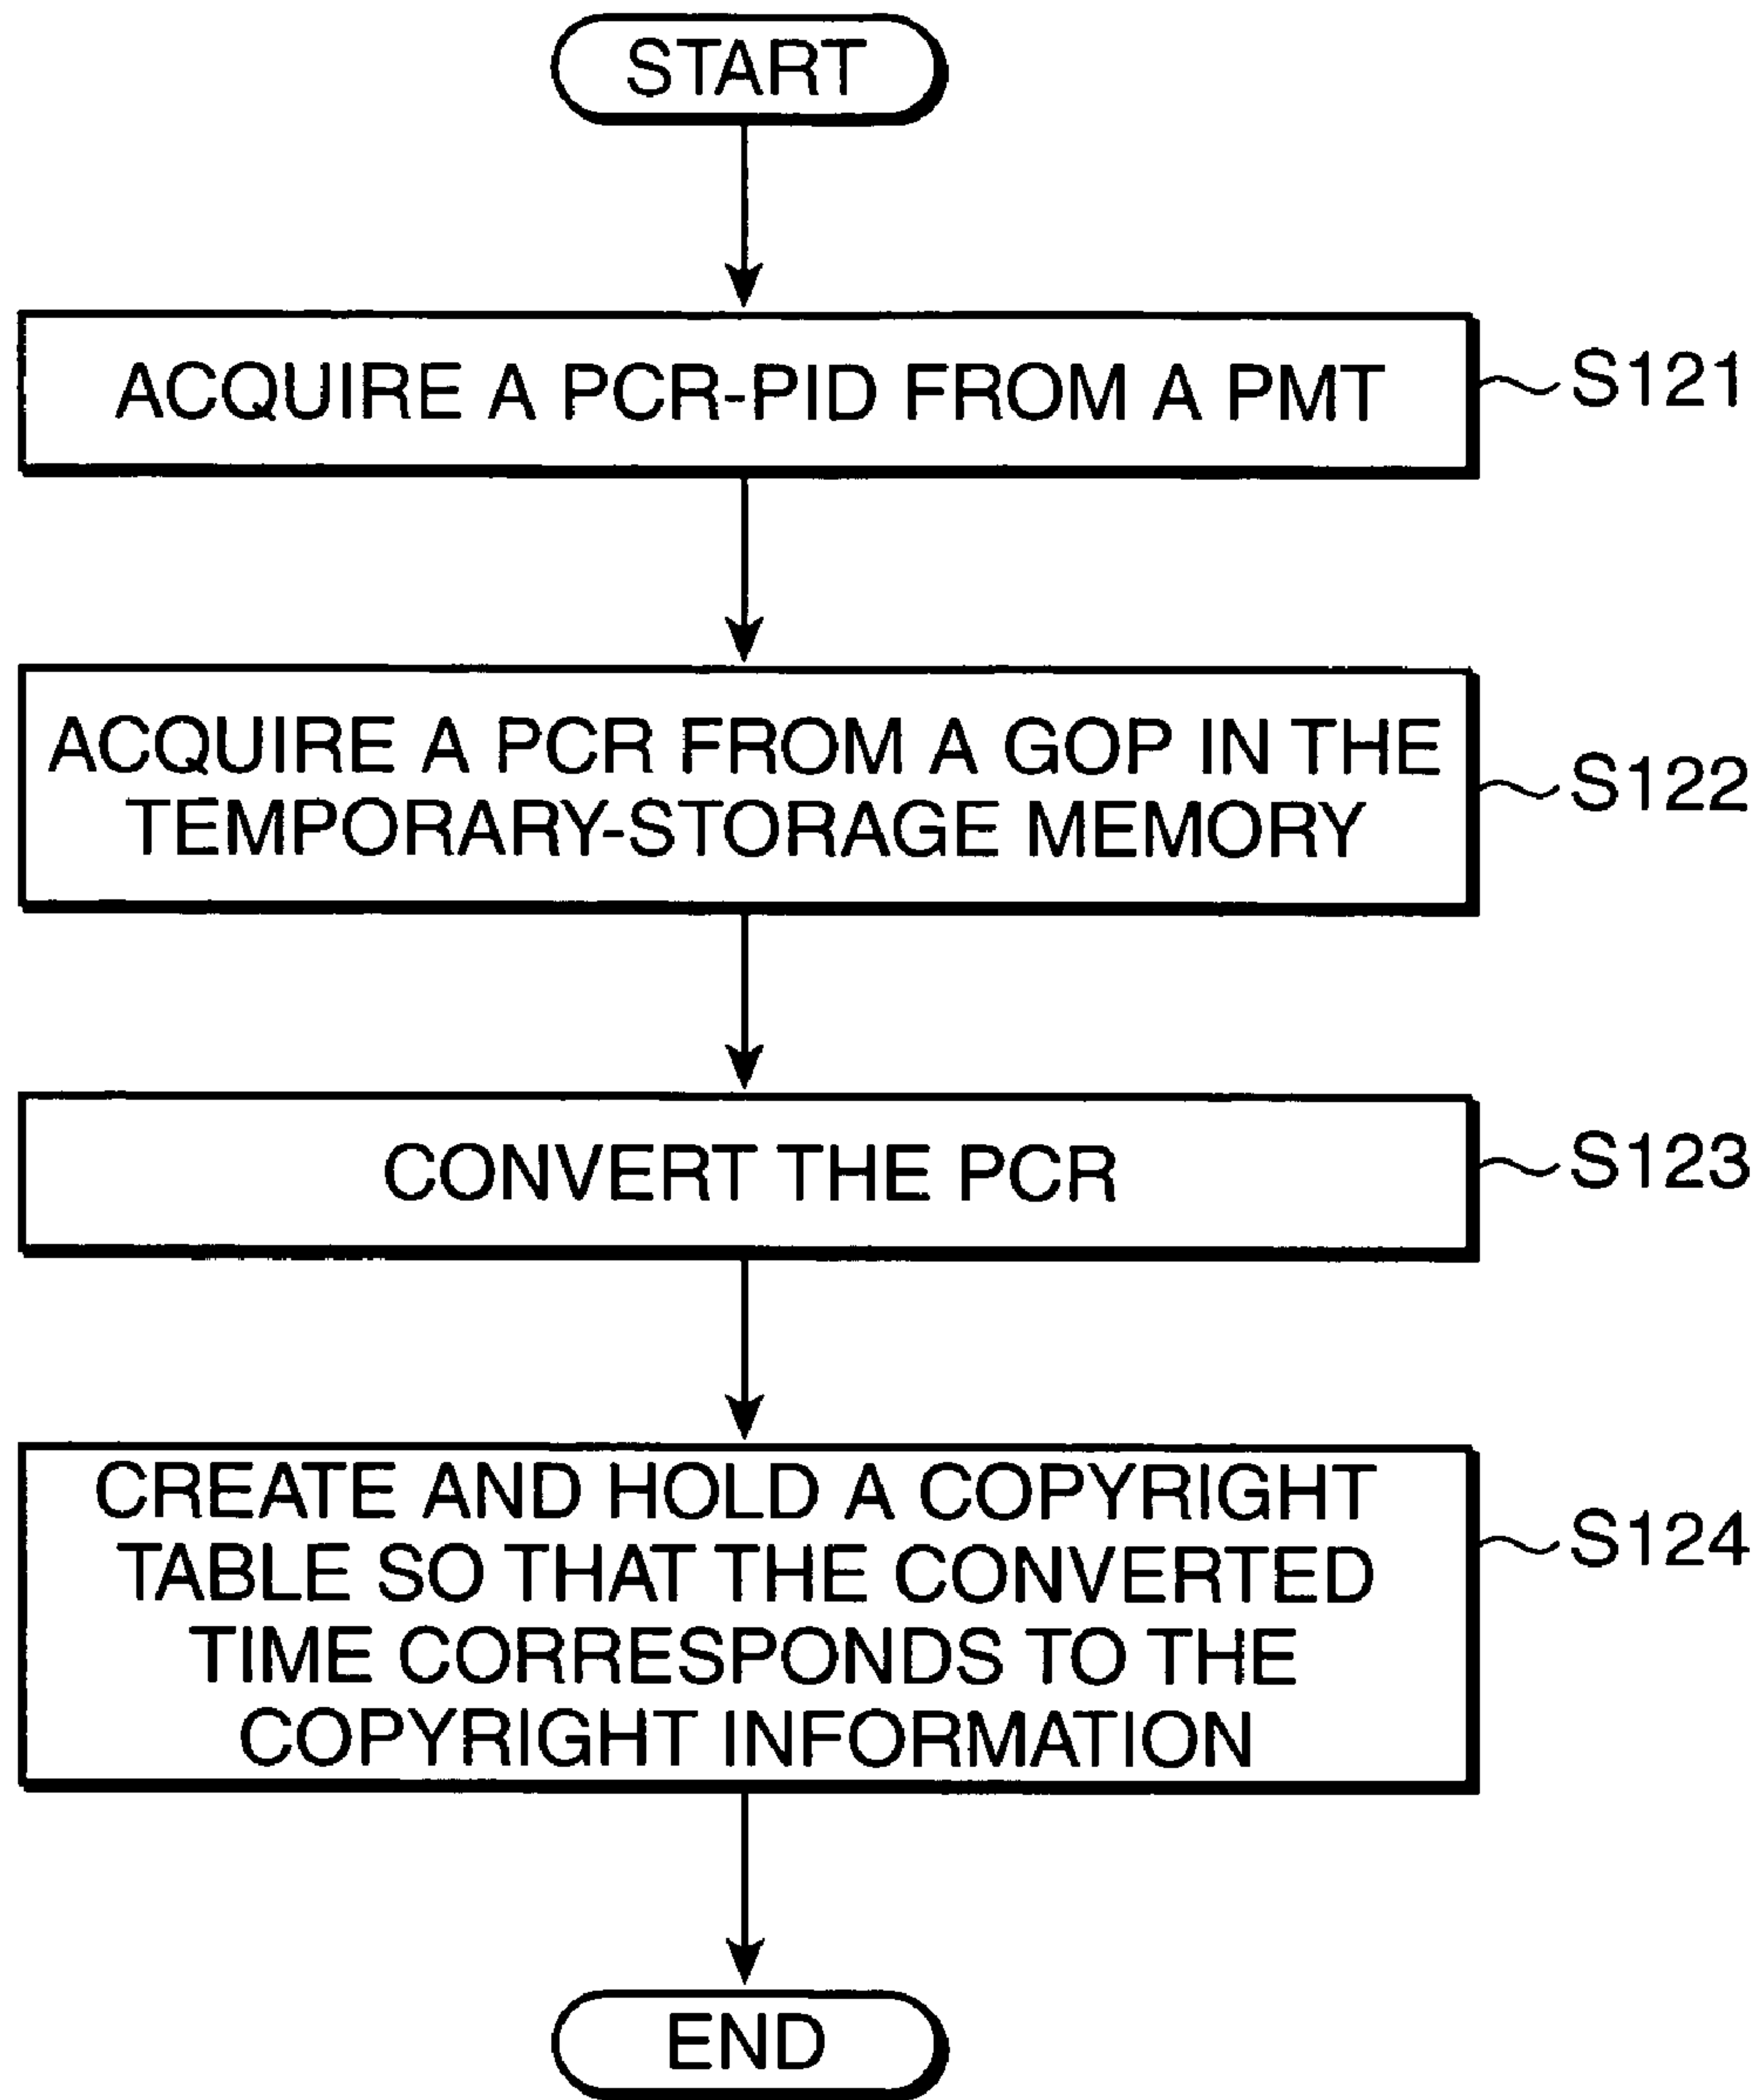 START
ACQUIRE A PCR-PID FROM A PMT
S121
ACQUIRE A PCR FROM A GOP IN THE
TEMPORARY-STORAGE MEMORY
S122
CONVERT THE PCR
S123
CREATE AND HOLD A COPYRIGHT
TABLE SO THAT THE CONVERTED
TIME CORRESPONDS TO THE
COPYRIGHT INFORMATION
S124
END